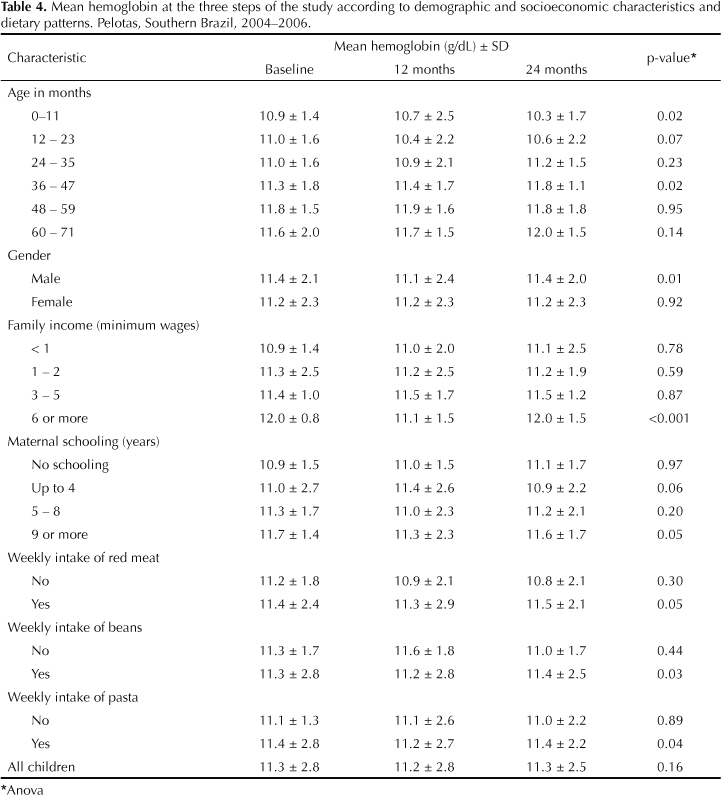 Table 4. Mean hemoglobin at the three steps of the study according to demographic and socioeconomic characteristics and
dietary patterns. Pelotas, Southern Brazil, 2004–2006.
Characteristic Mean hemoglobin (g/dL) ± SD p-value*
Baseline 12 months 24 months
Age in months
0–11 10.9 ± 1.4 10.7 ± 2.5 10.3 ± 1.7 0.02
12 – 23 11.0 ± 1.6 10.4 ± 2.2 10.6 ± 2.2 0.07
24 – 35 11.0 ± 1.6 10.9 ± 2.1 11.2 ± 1.5 0.23
36 – 47 11.3 ± 1.8 11.4 ± 1.7 11.8 ± 1.1 0.02
48 – 59 11.8 ± 1.5 11.9 ± 1.6 11.8 ± 1.8 0.95
60 – 71 11.6 ± 2.0 11.7 ± 1.5 12.0 ± 1.5 0.14
Gender
Male 11.4 ± 2.1 11.1 ± 2.4 11.4 ± 2.0 0.01
Female 11.2 ± 2.3 11.2 ± 2.3 11.2 ± 2.3 0.92
Family income (minimum wages)
< 1 10.9 ± 1.4 11.0 ± 2.0 11.1 ± 2.5 0.78
1 – 2 11.3 ± 2.5 11.2 ± 2.5 11.2 ± 1.9 0.59
3 – 5 11.4 ± 1.0 11.5 ± 1.7 11.5 ± 1.2 0.87
6 or more 12.0 ± 0.8 11.1 ± 1.5 12.0 ± 1.5 <0.001
Maternal schooling (years)
No schooling 10.9 ± 1.5 11.0 ± 1.5 11.1 ± 1.7 0.97
Up to 4 11.0 ± 2.7 11.4 ± 2.6 10.9 ± 2.2 0.06
5 – 8 11.3 ± 1.7 11.0 ± 2.3 11.2 ± 2.1 0.20
9 or more 11.7 ± 1.4 11.3 ± 2.3 11.6 ± 1.7 0.05
Weekly intake of red meat
No 11.2 ± 1.8 10.9 ± 2.1 10.8 ± 2.1 0.30
Yes 11.4 ± 2.4 11.3 ± 2.9 11.5 ± 2.1 0.05
Weekly intake of beans
No 11.3 ± 1.7 11.6 ± 1.8 11.0 ± 1.7 0.44
Yes 11.3 ± 2.8 11.2 ± 2.8 11.4 ± 2.5 0.03
Weekly intake of pasta
No 11.1 ± 1.3 11.1 ± 2.6 11.0 ± 2.2 0.89
Yes 11.4 ± 2.8 11.2 ± 2.7 11.4 ± 2.2 0.04
All children 11.3 ± 2.8 11.2 ± 2.8 11.3 ± 2.5 0.16
*Anova